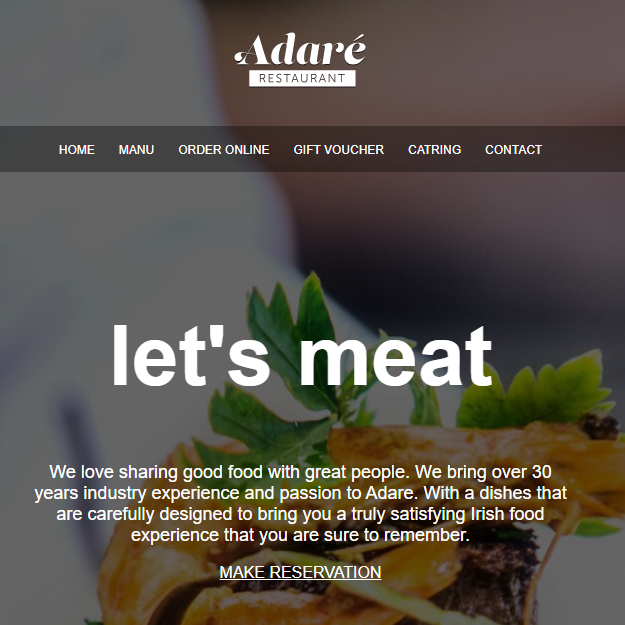 Adaré
RESTAURANT
HOME MANU ORDER ONLINE GIFT VOUCHER CATRING CONTACT
let's meat
We love sharing good food with great people. We bring over 30
years industry experience and passion to Adare. With a dishes that
are carefully designed to bring you a truly satisfying Irish food
experience that you are sure to remember.
MAKE RESERVATION